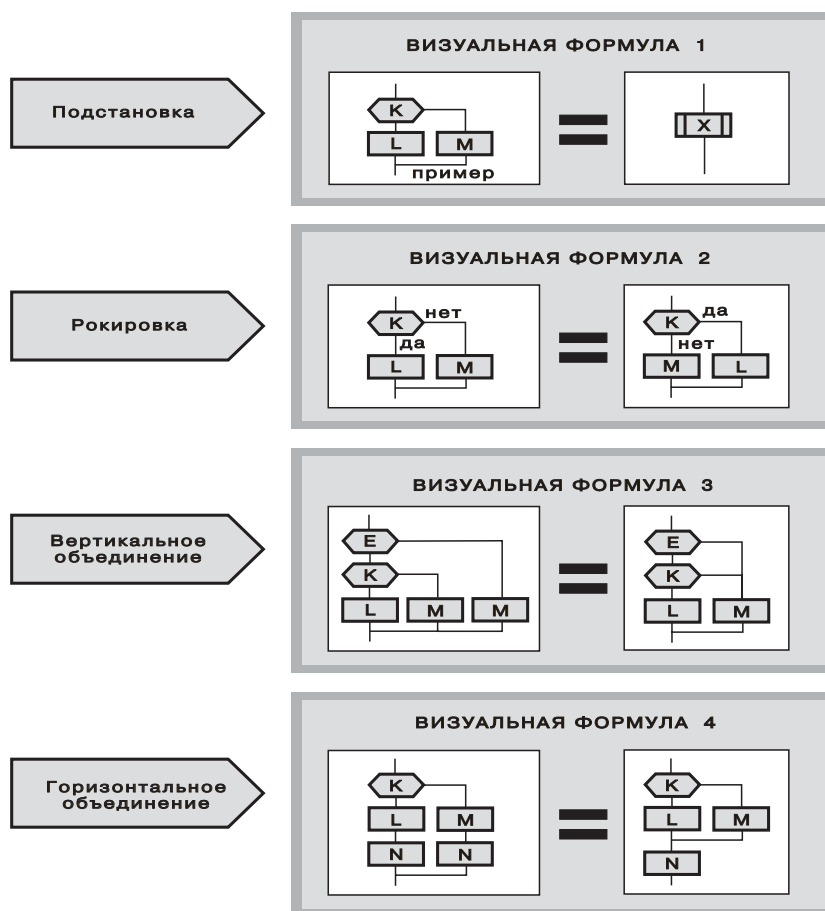 ВИЗУАЛЬНАЯ ФОРМУЛА 1
Подстановка
K
L M
пример
=
X
ВИЗУАЛЬНАЯ ФОРМУЛА 2
Рокировка
K нет
да
L M
=
K да
нет
M L
ВИЗУАЛЬНАЯ ФОРМУЛА 3
Вертикальное
объединение
E
K
L M M
=
E
K
L M
ВИЗУАЛЬНАЯ ФОРМУЛА 4
Горизонтальное
объединение
K
L M
N N
=
K
L M
N